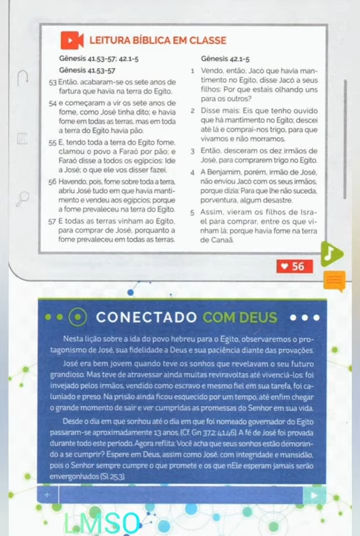 LEITURA BÍBLICA EM CLASSE
Gênesis 41.53-57; 42.1-5
Gênesis 41.53-57
53 Então, acabaram-se os sete anos de
fartura que havia na terra do Egito.
54 e começaram a vir os sete anos de
fome, como José tinha dito; e havia
fome em todas as terras, mas em toda
a terra do Egito havia pão.
55 E, tendo toda a terra do Egito fome,
clamou o povo a Faraó por pão; e
Faraó disse a todos os egípcios: Ide
a José; o que ele vos disser fazei.
56 Havendo, pois, fome sobre toda a terra,
abriu José tudo em que havia manti-
mento e vendeu aos egípcios; porque
a fome prevaleceu na terra do Egito.
57 E todas as terras vinham ao Egito,
para comprar de José, porquanto a
fome prevaleceu em todas as terras.
Gênesis 42.1-5
1 Vendo, então, Jacó que havia man-
timento no Egito, disse Jacó a seus
filhos: Por que estais olhando uns
para os outros?
2 Disse mais: Eis que tenho ouvido
que há mantimento no Egito; descei
até lá e comprai-nos trigo, para que
vivamos e não morramos.
3 Então, desceram os dez irmãos de
José, para comprarem trigo no Egito.
4 A Benjamim, porém, irmão de José,
não enviou Jacó com os seus irmãos,
porque dizia: Para que lhe não suceda,
porventura, algum desastre.
5 Assim, vieram os filhos de Isra-
el para comprar, entre os que vi-
nham lá; porque havia fome na terra
de Canaã.
56
CONECTADO COM DEUS
Nesta lição sobre a ida do povo hebreu para o Egito, observaremos o pro-
tagonismo de José, sua fidelidade a Deus e sua paciência diante das provações.
José era bem jovem quando teve os sonhos que revelavam o seu futuro
grandioso. Mas teve de atravessar ainda muitas reviravoltas até vivenciá-los: foi
invejado pelos irmãos, vendido como escravo e mesmo fiel em sua tarefa, foi ca-
luniado e preso. Na prisão ainda ficou esquecido por um tempo, até enfim chegar
o grande momento de sair e ver cumpridas as promessas do Senhor em sua vida.
Desde o dia em que sonhou até o dia em que foi nomeado governador do Egito
passaram-se aproximadamente 13 anos. (Cf. Gn 37.2; 41.46). A fé de José foi provada
durante todo este período. Agora reflita: Você acha que seus sonhos estão demoran-
do a se cumprir? Espere em Deus, assim como José, com integridade e mansidão,
pois o Senhor sempre cumpre o que promete e os que nEle esperam jamais serão
envergonhados (Sl 25.3).
LMSO